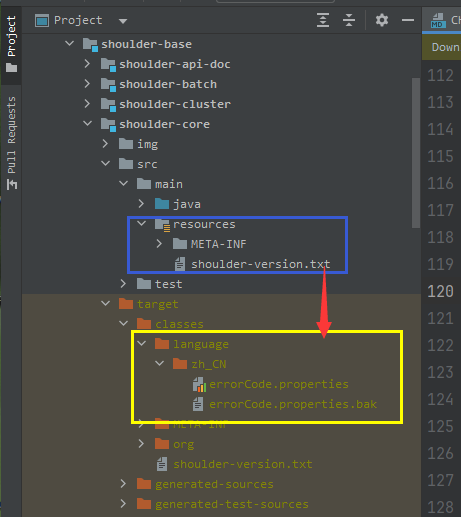 Project
Pull Requests
Project
shoulder-base
shoulder-api-doc
shoulder-batch
shoulder-cluster
shoulder-core
img
src
main
java
resources
META-INF
shoulder-version.txt
test
target
classes
language
zh_CN
errorCode.properties
errorCode.properties.bak
META-INF
org
shoulder-version.txt
generated-sources
generated-test-sources
MD
CH
Down
112
113
114
115
116
117
118
119
120
121
122
123
124
125
126
127
128